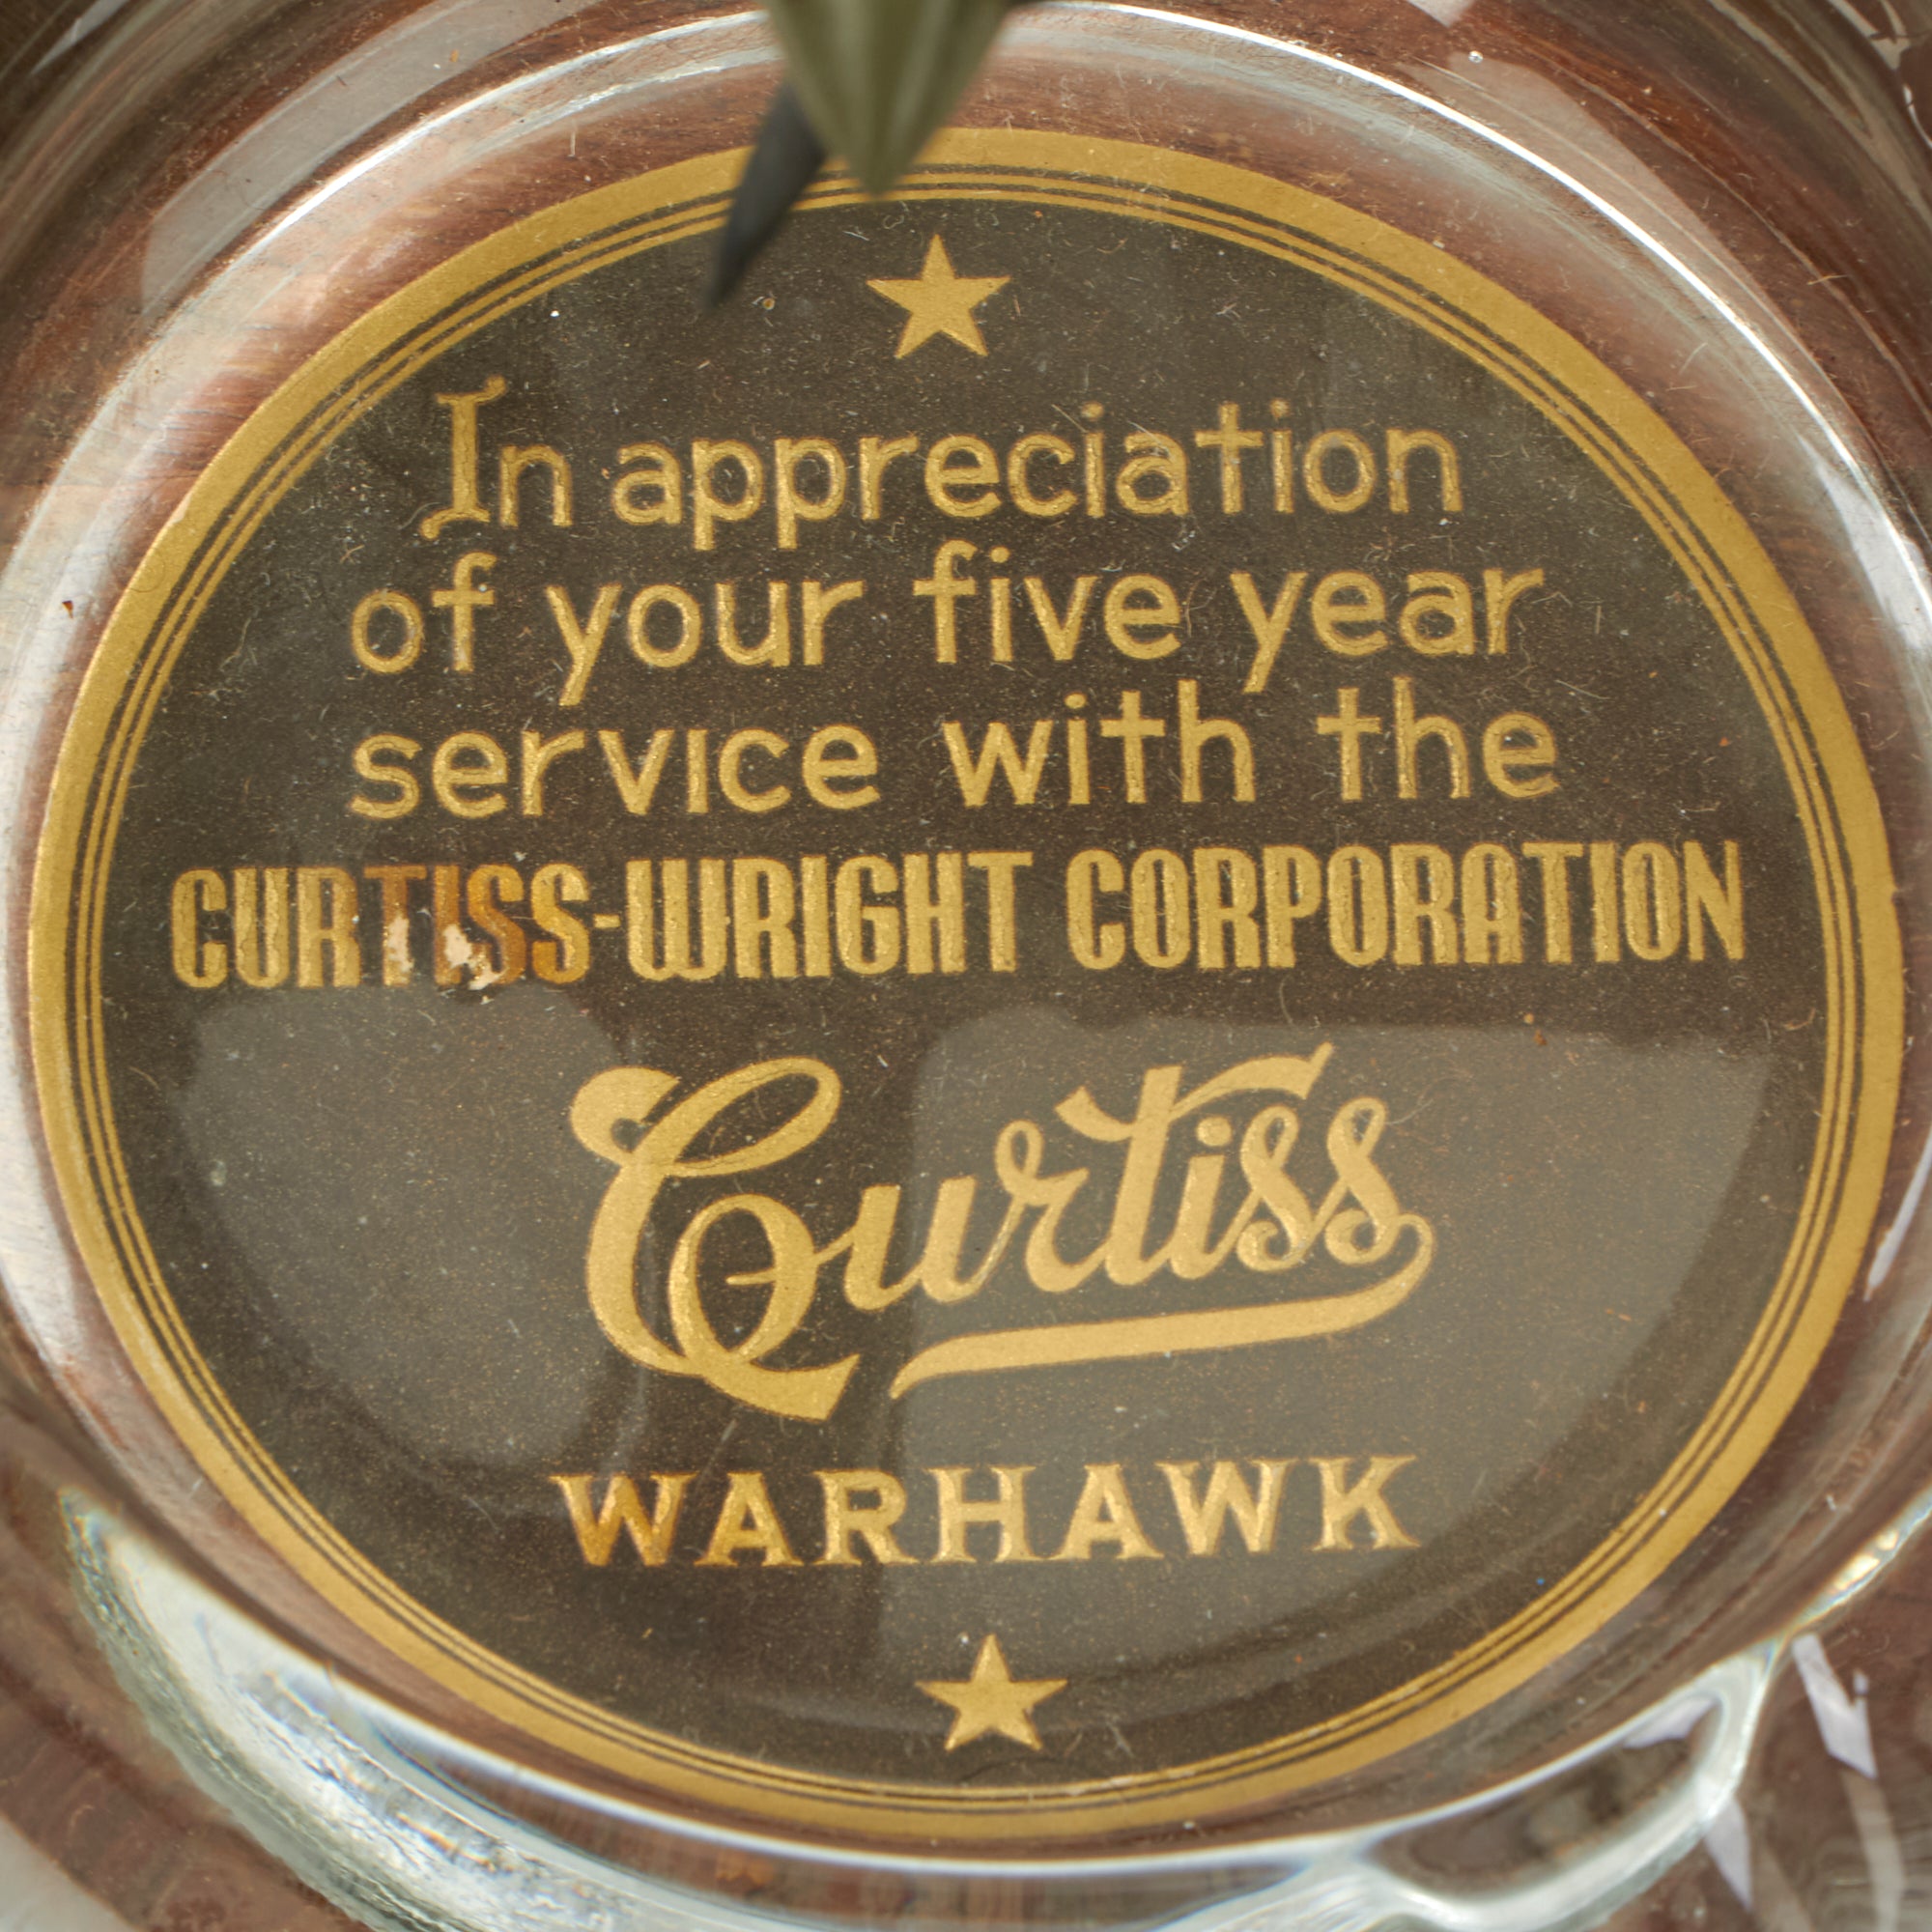 In appreciation
of your five year
service with the
CURTISS-WRIGHT CORPORATION
Curtiss
WARHAWK